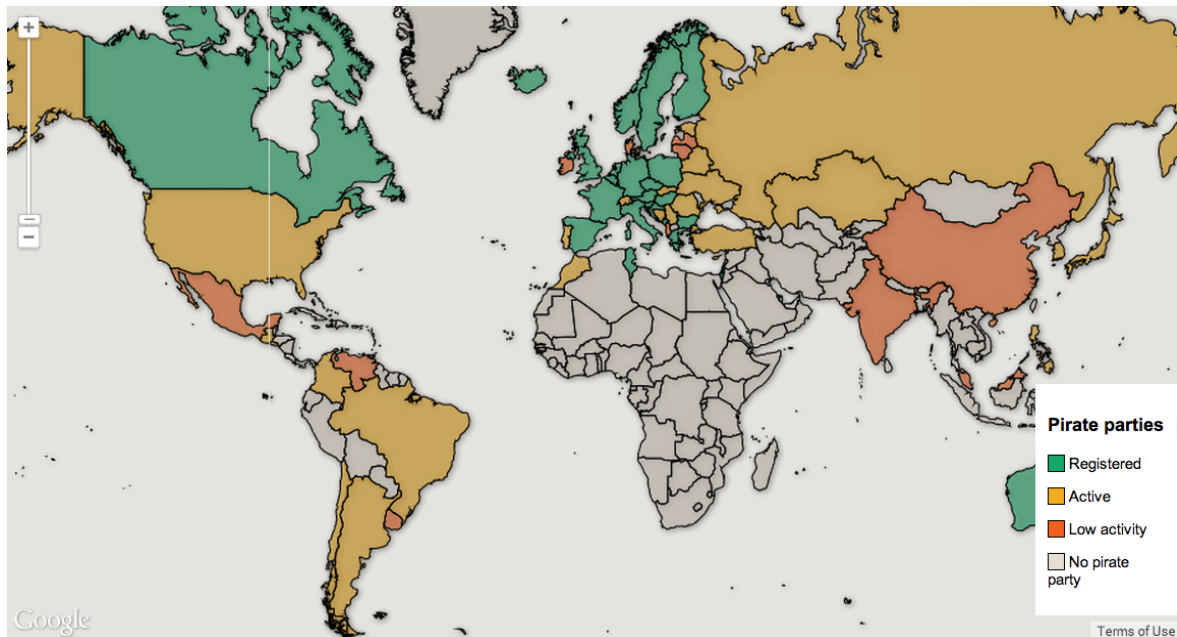 Pirate parties
Registered
Active
Low activity
No pirate
party
Google
Terms of Use